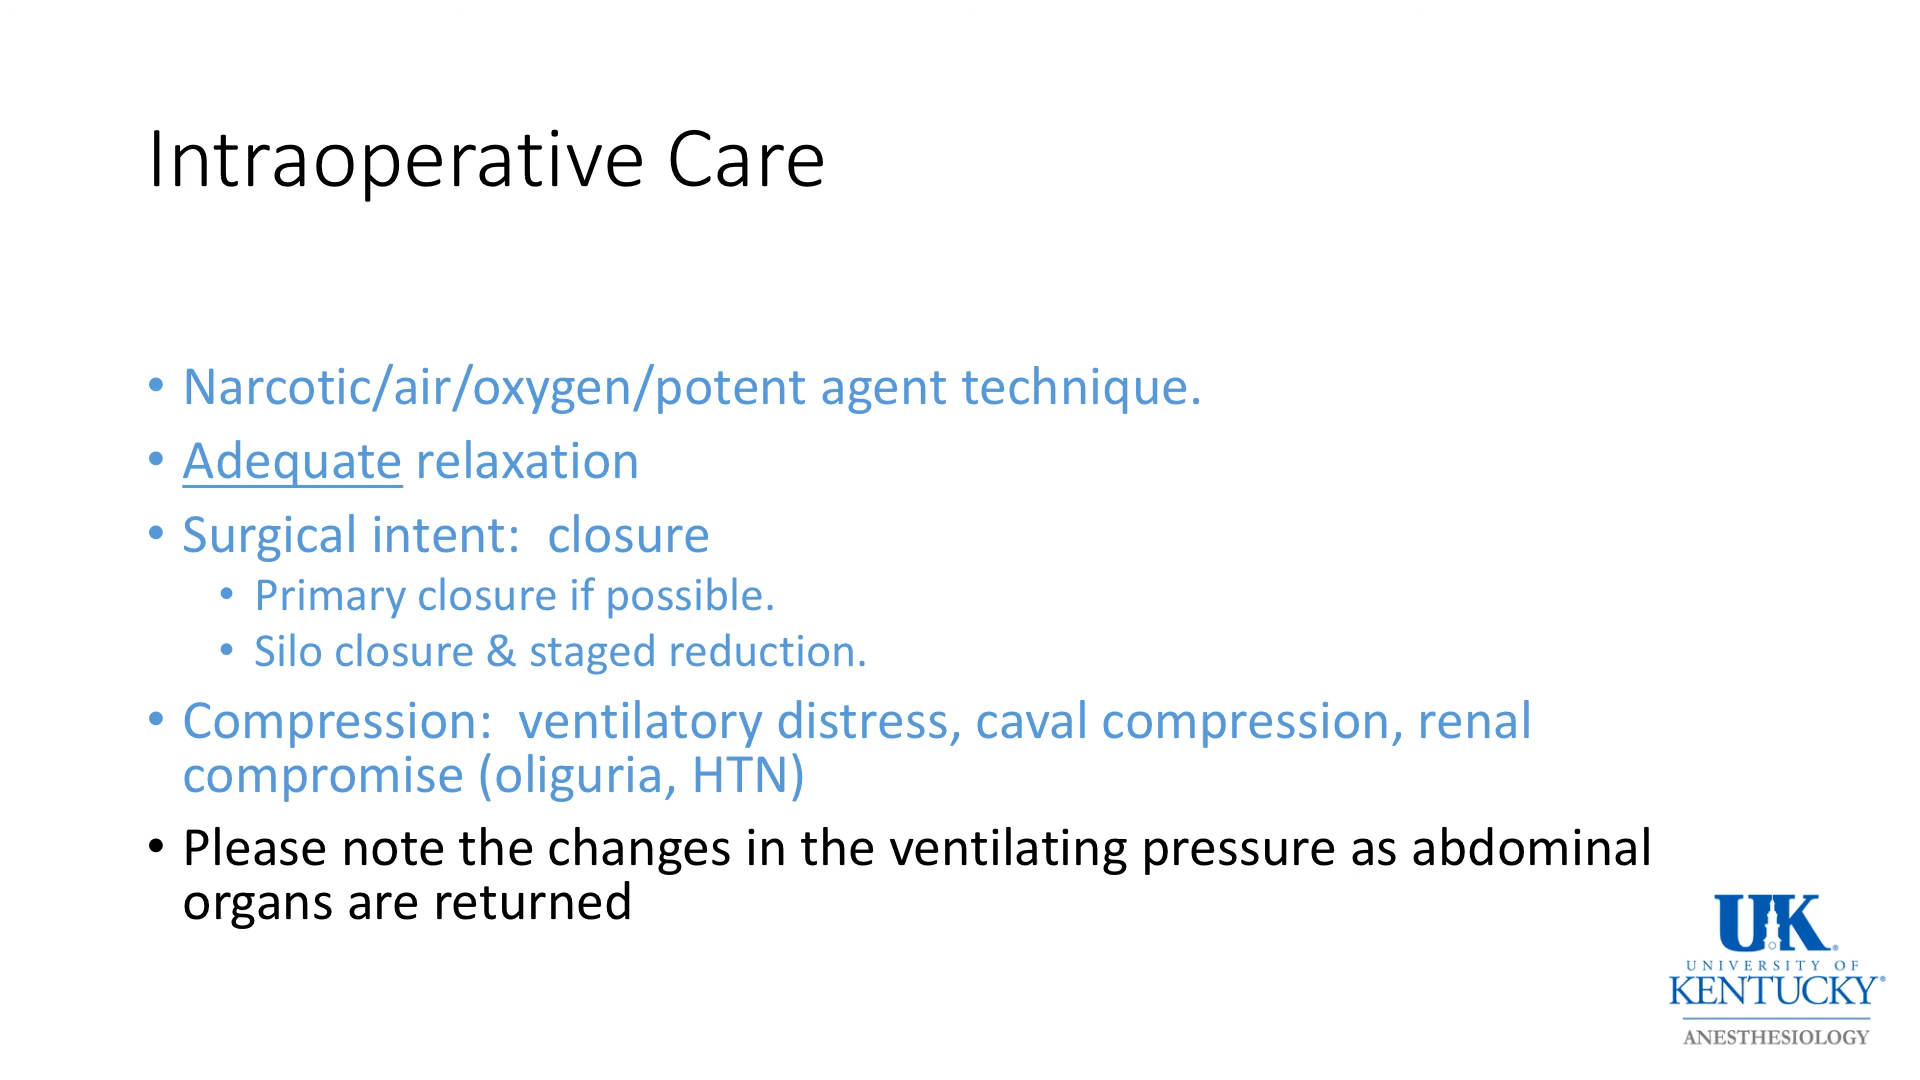 Intraoperative Care
• Narcotic/air/oxygen/potent agent technique.
• Adequate relaxation
• Surgical intent:  closure
• Primary closure if possible.
• Silo closure & staged reduction.
• Compression:  ventilatory distress, caval compression, renal
compromise (oliguria, HTN)
• Please note the changes in the ventilating pressure as abdominal
organs are returned
UK®
UNIVERSITY OF
KENTUCKY®
ANESTHESIOLOGY